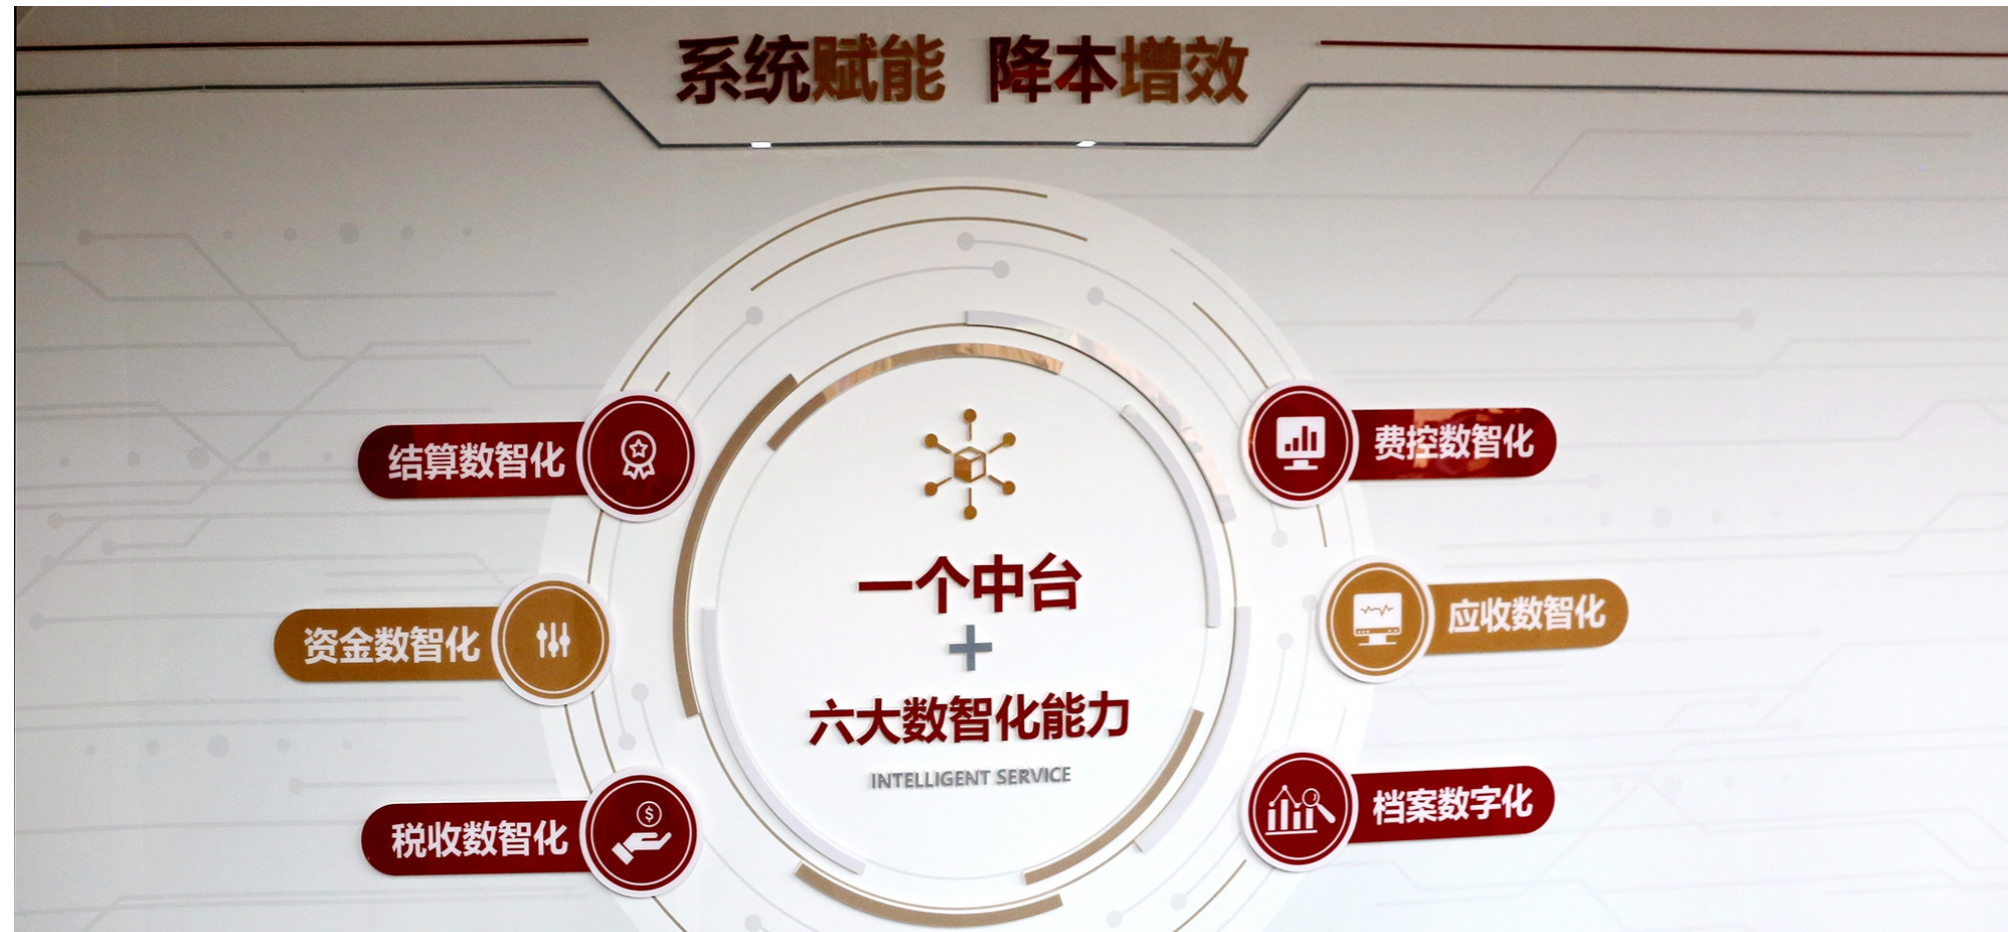 系统赋能 降本增效
结算数智化
资金数智化
税收数智化
一个中台
+
六大数智化能力
INTELLIGENT SERVICE
费控数智化
应收数智化
档案数字化